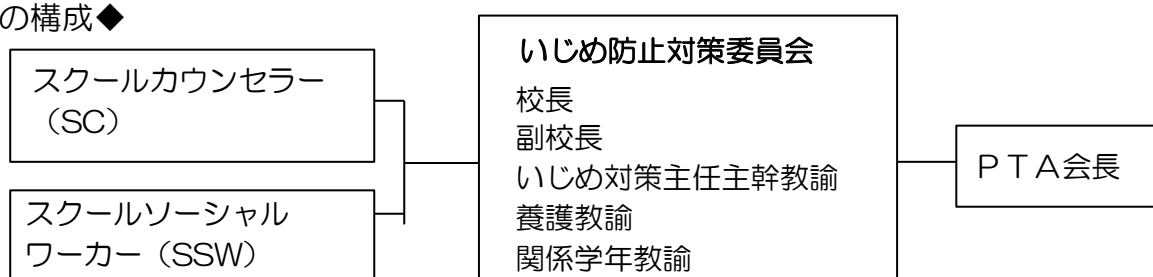 の構成◆
スクールカウンセラー
（SC）
スクールソーシャル
ワーカー（SSW）
いじめ防止対策委員会
校長
副校長
いじめ対策主任主幹教諭
養護教諭
関係学年教諭
ＰＴＡ会長